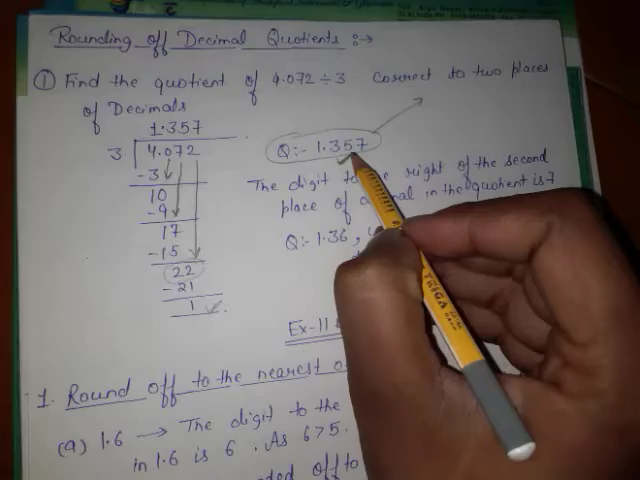 Rounding off Decimal Quotients :→
① Find the quotient of 4.072 ÷ 3 Correct to two places
of Decimals
1.357
3 4.072
-3
10
-9
17
-15
22
-21
1
Q:- 1.357
The digit to the right of the second
place of decimal in the quotient is 7
Q:- 1.36,
Ex-11
1. Round off to the nearest
(a) 1.6 → The digit to the
in 1.6 is 6. As 6>5.
off to
TRIGA